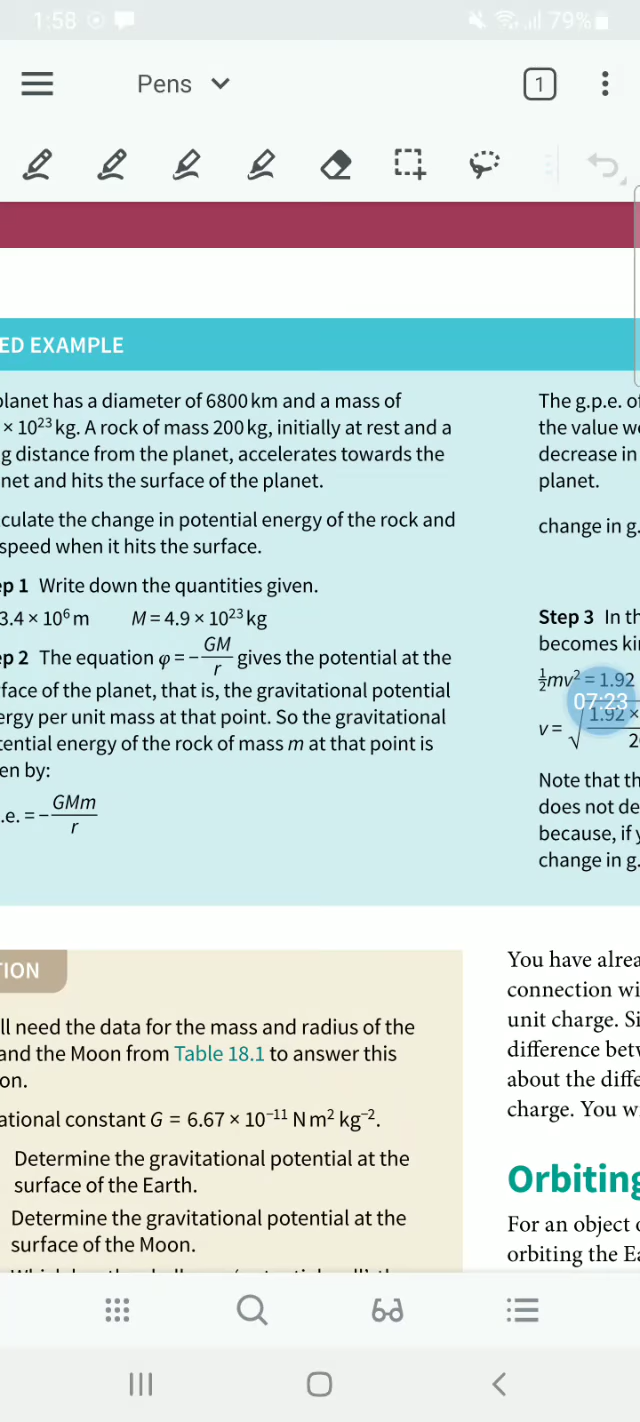 1:58
79%
Pens
1
ED EXAMPLE
planet has a diameter of 6800 km and a mass of
× 10²³ kg. A rock of mass 200 kg, initially at rest and a
g distance from the planet, accelerates towards the
net and hits the surface of the planet.
culate the change in potential energy of the rock and
speed when it hits the surface.
ep 1 Write down the quantities given.
3.4 × 10⁶ m M = 4.9 × 10²³ kg
ep 2 The equation φ = −GM/r gives the potential at the
face of the planet, that is, the gravitational potential
ergy per unit mass at that point. So the gravitational
tential energy of the rock of mass m at that point is
en by:
.e. = −GMm/r
The g.p.e. of
the value w
decrease in
planet.
change in g.
Step 3 In th
becomes ki
½mv² = 1.92
07:23
v = √1.92 ×
2
Note that th
does not de
because, if y
change in g.
TION
ll need the data for the mass and radius of the
and the Moon from Table 18.1 to answer this
on.
ational constant G = 6.67 × 10⁻¹¹ N m² kg⁻².
Determine the gravitational potential at the
surface of the Earth.
Determine the gravitational potential at the
surface of the Moon.
You have alrea
connection wi
unit charge. Si
difference betw
about the diffe
charge. You w
Orbiting
For an object o
orbiting the Ea